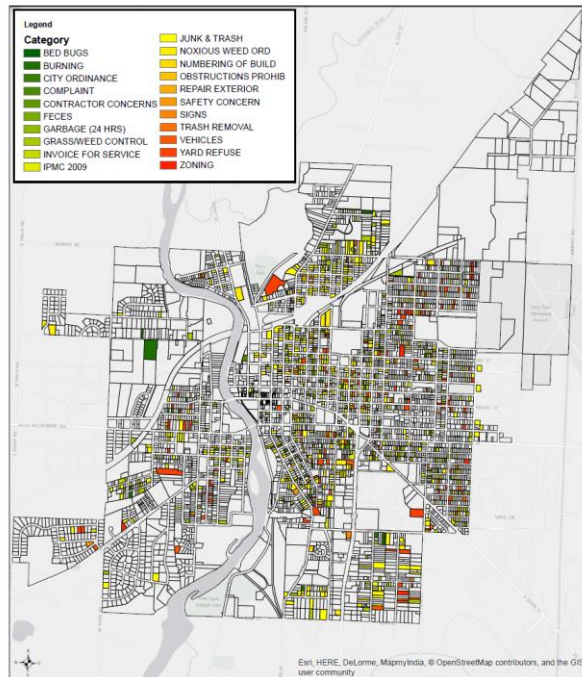 Legend
Category
BED BUGS
BURNING
CITY ORDINANCE
COMPLAINT
CONTRACTOR CONCERNS
FECES
GARBAGE (24 HRS)
GRASS/WEED CONTROL
INVOICE FOR SERVICE
IPMC 2009
JUNK & TRASH
NOXIOUS WEED ORD
NUMBERING OF BUILD
OBSTRUCTIONS PROHIB
REPAIR EXTERIOR
SAFETY CONCERN
SIGNS
TRASH REMOVAL
VEHICLES
YARD REFUSE
ZONING
Esri, HERE, DeLorme, MapmyIndia, © OpenStreetMap contributors, and the GIS
user community